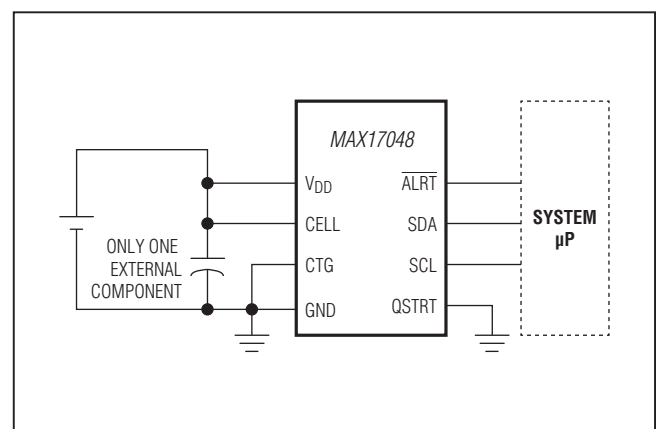 MAX17048
VDD
CELL
CTG
GND
ALRT
SDA
SCL
QSTRT
ONLY ONE
EXTERNAL
COMPONENT
SYSTEM
µP